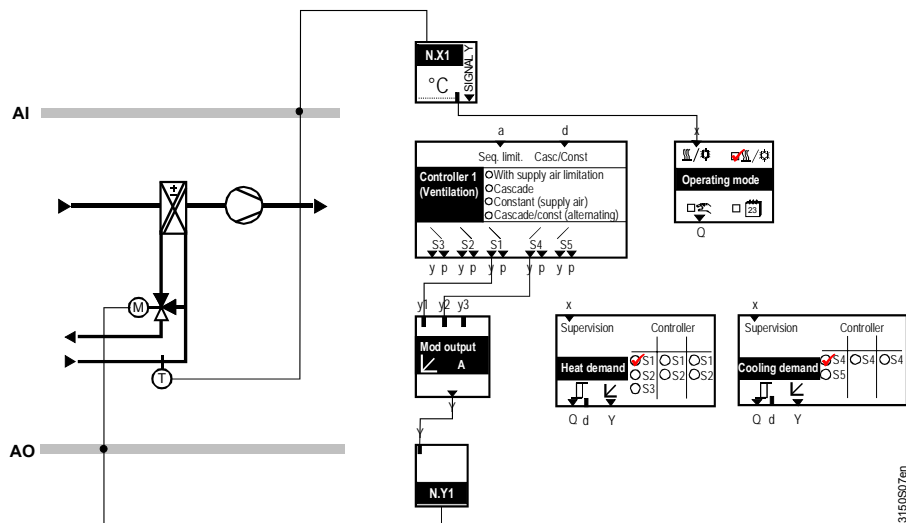 N.X1
°C
SIGNAL Y
AI
a d
x
Seq. limit. Casc/Const
Controller 1
(Ventilation)
With supply air limitation
Cascade
Constant (supply air)
Cascade/const (alternating)
Operating mode
23
Q
S3 S2 S1 S4 S5
y p y p y p y p y p
M
y1 y2 y3
Mod output
A
Y
T
x
Supervision Controller
Heat demand
S1 S1 S1
S2 S2 S2
S3
Q d Y
x
Supervision Controller
Cooling demand
S4 S4 S4
S5
Q d Y
AO
Y
N.Y1
3150S07en